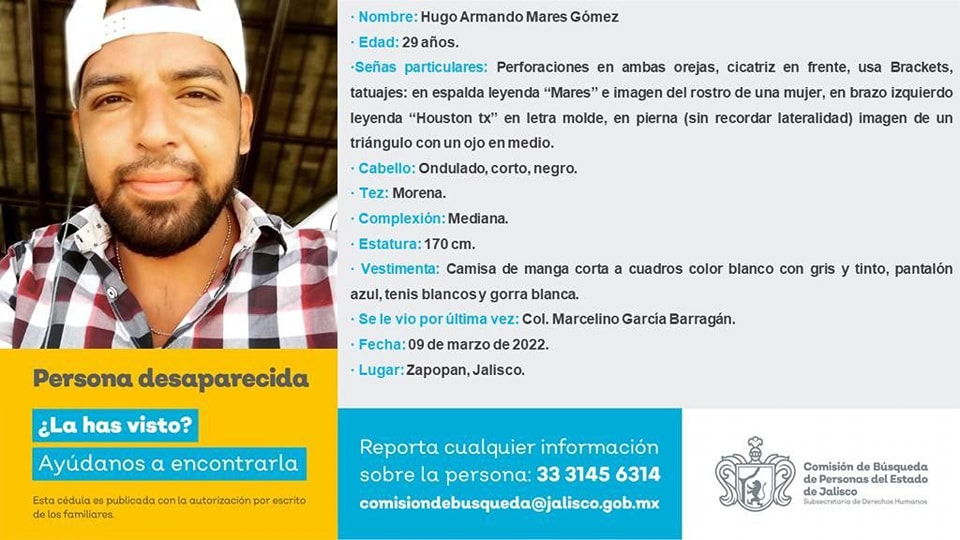 · Nombre: Hugo Armando Mares Gómez
· Edad: 29 años.
·Señas particulares: Perforaciones en ambas orejas, cicatriz en frente, usa Brackets,
tatuajes: en espalda leyenda “Mares” e imagen del rostro de una mujer, en brazo izquierdo
leyenda “Houston tx” en letra molde, en pierna (sin recordar lateralidad) imagen de un
triángulo con un ojo en medio.
· Cabello: Ondulado, corto, negro.
· Tez: Morena.
· Complexión: Mediana.
· Estatura: 170 cm.
· Vestimenta: Camisa de manga corta a cuadros color blanco con gris y tinto, pantalón
azul, tenis blancos y gorra blanca.
· Se le vio por última vez: Col. Marcelino García Barragán.
· Fecha: 09 de marzo de 2022.
· Lugar: Zapopan, Jalisco.
Persona desaparecida
¿La has visto?
Ayúdanos a encontrarla
Esta cédula es publicada con la autorización por escrito
de los familiares.
Reporta cualquier información
sobre la persona: 33 3145 6314
comisiondebusqueda@jalisco.gob.mx
Comisión de Búsqueda
de Personas del Estado
de Jalisco
Subsecretaría de Derechos Humanos